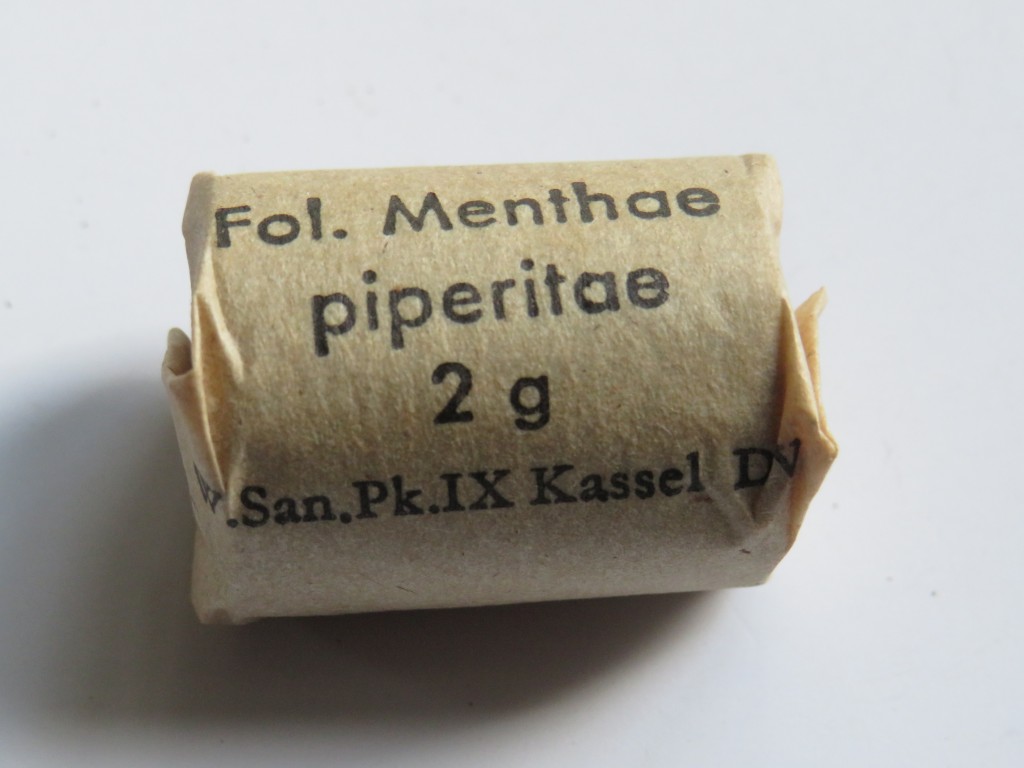 Fol. Menthae
piperitae
2 g
W.San.Pk.IX Kassel DV